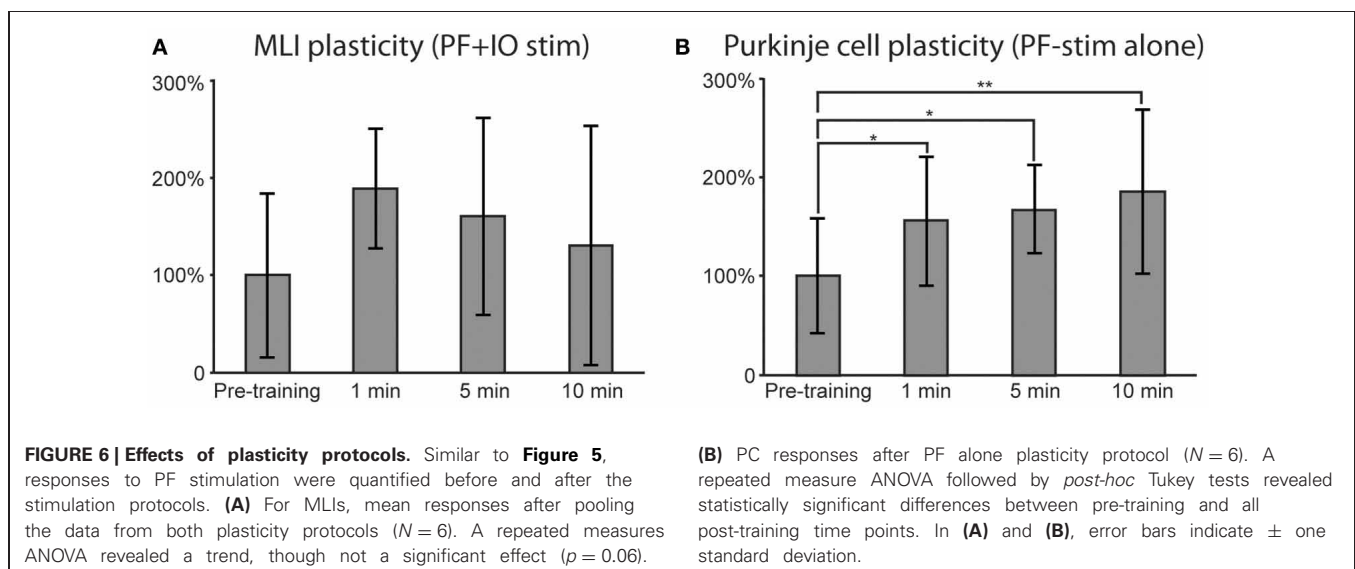 A
MLI plasticity (PF+IO stim)
300%
200%
100%
0
Pre-training 1 min 5 min 10 min
B
Purkinje cell plasticity (PF-stim alone)
300%
200%
100%
0
**
*
*
Pre-training 1 min 5 min 10 min
FIGURE 6 | Effects of plasticity protocols. Similar to Figure 5,
responses to PF stimulation were quantified before and after the
stimulation protocols. (A) For MLIs, mean responses after pooling
the data from both plasticity protocols (N = 6). A repeated measures
ANOVA revealed a trend, though not a significant effect (p = 0.06).
(B) PC responses after PF alone plasticity protocol (N = 6). A
repeated measure ANOVA followed by post-hoc Tukey tests revealed
statistically significant differences between pre-training and all
post-training time points. In (A) and (B), error bars indicate ± one
standard deviation.